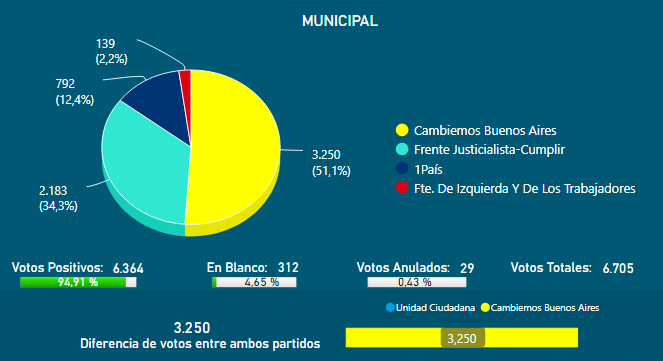 MUNICIPAL
139
(2,2%)
792
(12,4%)
3.250
(51,1%)
2.183
(34,3%)
Cambiemos Buenos Aires
Frente Justicialista-Cumplir
1País
Fte. De Izquierda Y De Los Trabajadores
Votos Positivos: 6.364
94,91 %
En Blanco: 312
4,65 %
Votos Anulados: 29
0,43 %
Votos Totales: 6.705
Unidad Ciudadana Cambiemos Buenos Aires
3.250
Diferencia de votos entre ambos partidos
3,250